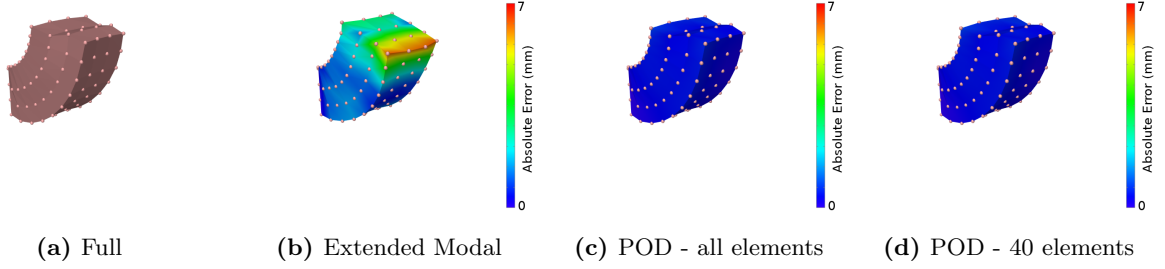 7
Absolute Error (mm)
0
7
Absolute Error (mm)
0
7
Absolute Error (mm)
0
(a) Full
(b) Extended Modal
(c) POD - all elements
(d) POD - 40 elements